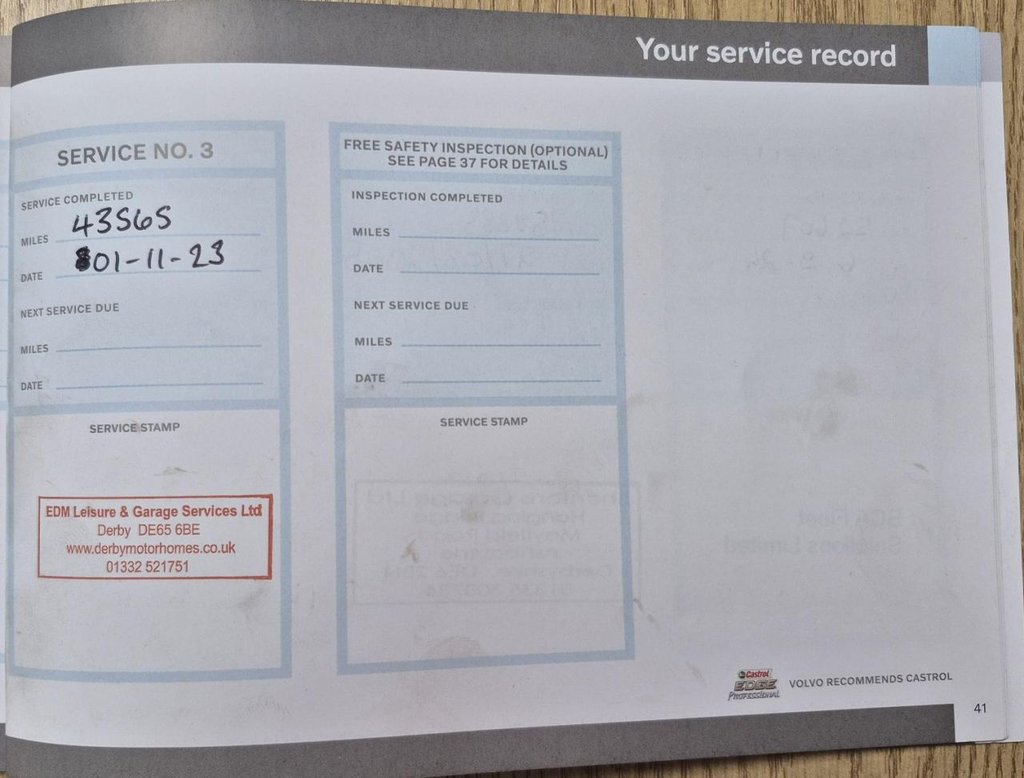 Your service record
SERVICE NO. 3
SERVICE COMPLETED
MILES 43565
DATE 01-11-23
NEXT SERVICE DUE
MILES
DATE
SERVICE STAMP
EDM Leisure & Garage Services Ltd
Derby DE65 6BE
www.derbymotorhomes.co.uk
01332 521751
FREE SAFETY INSPECTION (OPTIONAL)
SEE PAGE 37 FOR DETAILS
INSPECTION COMPLETED
MILES
DATE
NEXT SERVICE DUE
MILES
DATE
SERVICE STAMP
Castrol
EDGE
PROFESSIONAL
VOLVO RECOMMENDS CASTROL
41